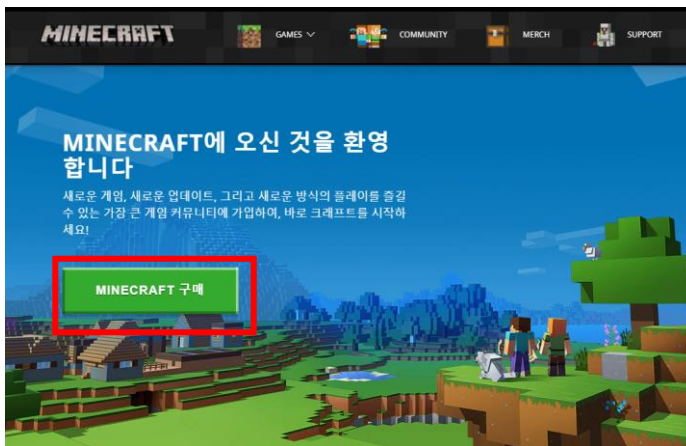 MINECRAFT
GAMES
COMMUNITY
MERCH
SUPPORT
MINECRAFT에 오신 것을 환영
합니다
새로운 게임, 새로운 업데이트, 그리고 새로운 방식의 플레이를 즐길
수 있는 가장 큰 게임 커뮤니티에 가입하여, 바로 크래프트를 시작하
세요!
MINECRAFT 구매